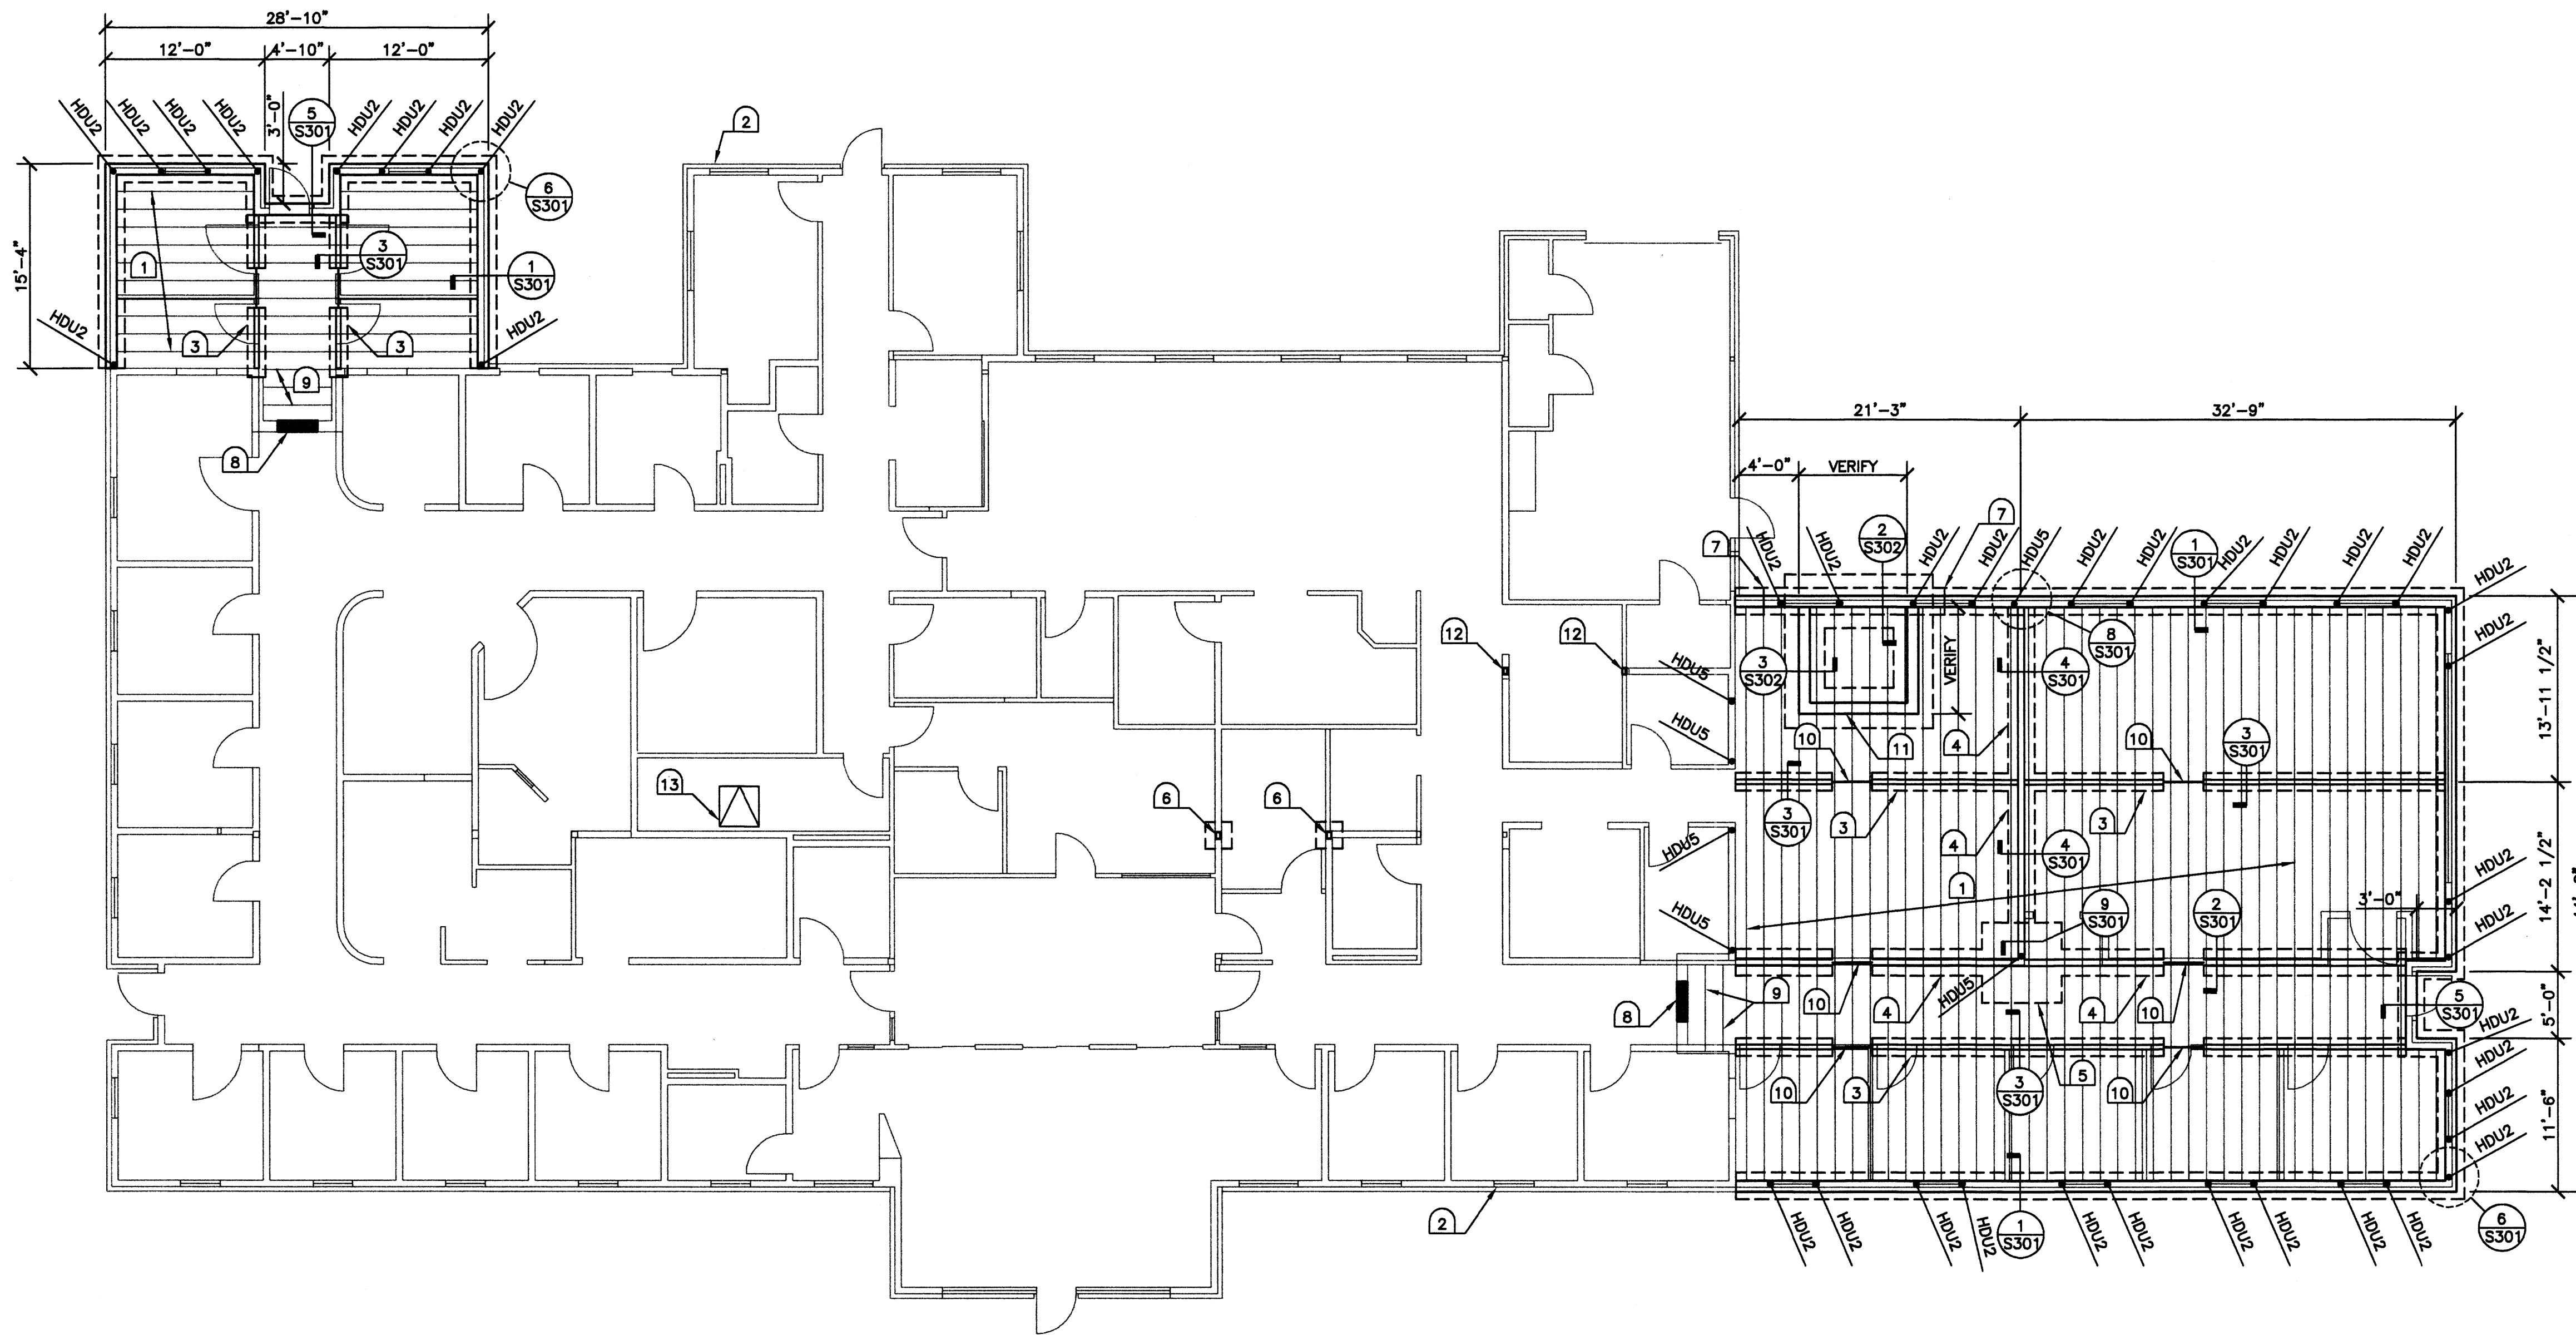 28'-10"
12'-0" 4'-10" 12'-0"
HDU2 HDU2 HDU2 HDU2 3'-0" 5 S301 HDU2 HDU2 HDU2 HDU2
2
6 S301
15'-4"
1
3 S301
1 S301
HDU2 3 3 HDU2
9
8
21'-3" 32'-9"
4'-0" VERIFY
7 HDU2 HDU2 2 S302 HDU2 HDU2 7 HDU5 HDU2 HDU2 1 S301 HDU2 HDU2 HDU2 HDU2
HDU2
HDU2
12 12 HDU5 3 S302 VERIFY 4 S301 8 S301
13'-11 1/2"
HDU5 10 11 4 10 3 S301
13 6 6 3 S301 3 4 3
HDU5 4 S301
1
14'-2 1/2"
HDU5 9 S301 2 S301 3'-0" HDU2
HDU2
8 9 10 4 HDU5 4 10 5 S301
5'-0"
HDU2
10 3 3 S301 5 10 HDU2
HDU2
11'-6"
HDU2
2 HDU2 HDU2 HDU2 HDU2 1 S301 HDU2 HDU2 HDU2 HDU2 HDU2 HDU2 6 S301